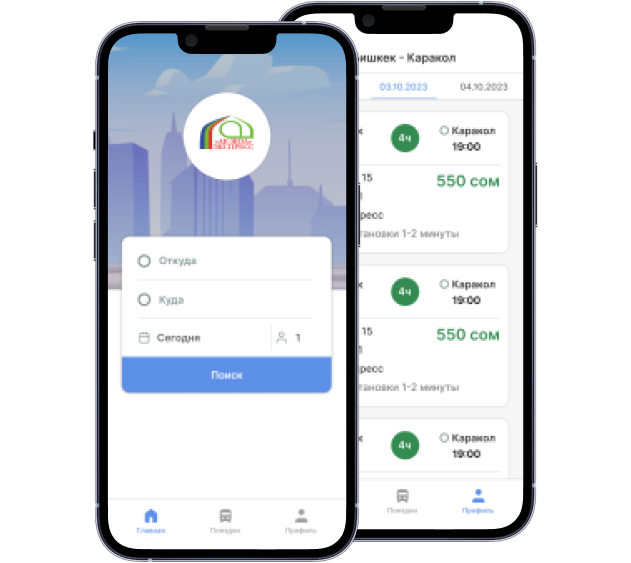 ЭКСПРЕСС
Откуда
Куда
Сегодня
1
Поиск
Главная
Поездки
Профиль
ишкек - Каракол
03.10.2023
04.10.2023
4ч
Каракол
19:00
15
550 сом
ресс
тановки 1-2 минуты
4ч
Каракол
19:00
15
550 сом
ресс
тановки 1-2 минуты
4ч
Каракол
19:00
Поездки
Профиль